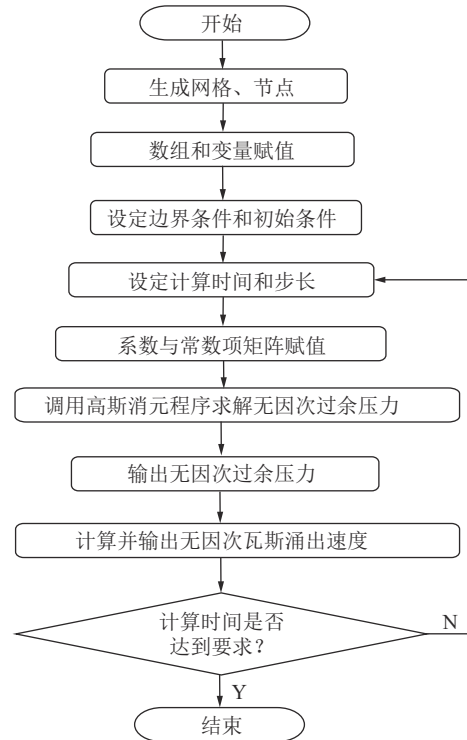 开始
生成网格、节点
数组和变量赋值
设定边界条件和初始条件
设定计算时间和步长
系数与常数项矩阵赋值
调用高斯消元程序求解无因次过余压力
输出无因次过余压力
计算并输出无因次瓦斯涌出速度
计算时间是否
达到要求?
N
Y
结束